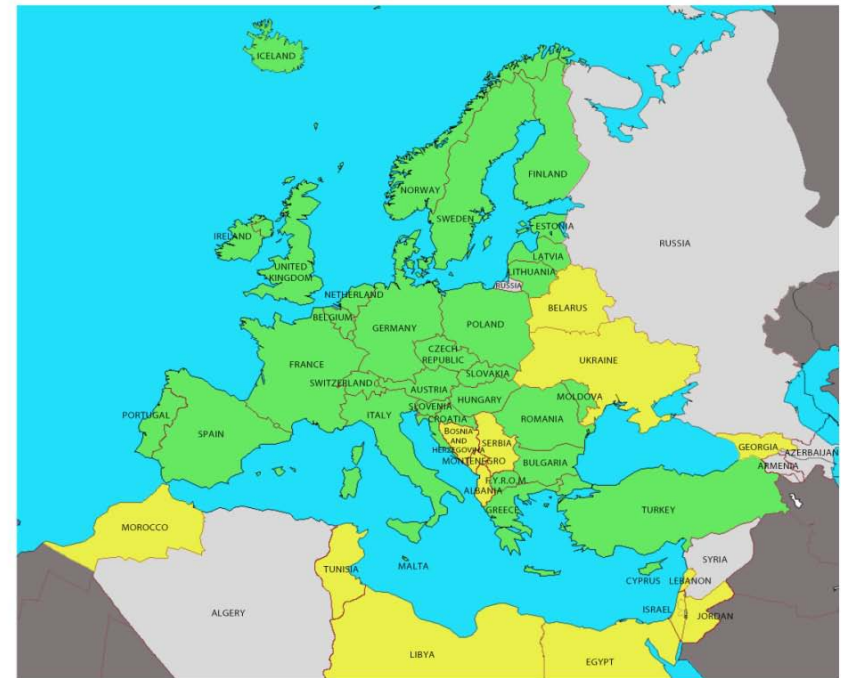 ICELAND
NORWAY
SWEDEN
FINLAND
ESTONIA
LATVIA
LITHUANIA
RUSSIA
RUSSIA
IRELAND
UNITED
KINGDOM
NETHERLAND
BELGIUM
GERMANY
POLAND
BELARUS
UKRAINE
CZECH
REPUBLIC
SLOVAKIA
FRANCE
SWITZERLAND
AUSTRIA
HUNGARY
MOLDOVA
SLOVENIA
CROATIA
ROMANIA
PORTUGAL
SPAIN
ITALY
BOSNIA
AND
HERZEGOVINA
SERBIA
MONTENEGRO
BULGARIA
F.Y.R.O.M.
ALBANIA
GREECE
GEORGIA
AZERBAIJAN
ARMENIA
TURKEY
MOROCCO
TUNISIA
MALTA
CYPRUS
SYRIA
LEBANON
ISRAEL
JORDAN
ALGERY
LIBYA
EGYPT